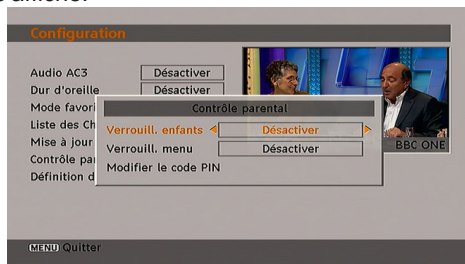 Configuration
Audio AC3 Désactiver
Dur d'oreille Désactiver
Mode favori
Contrôle parental
Liste des Ch
Verrouill. enfants Désactiver
Mise à jour
BBC ONE
Verrouill. menu Désactiver
Contrôle pa
Modifier le code PIN
Définition d
MENU Quitter